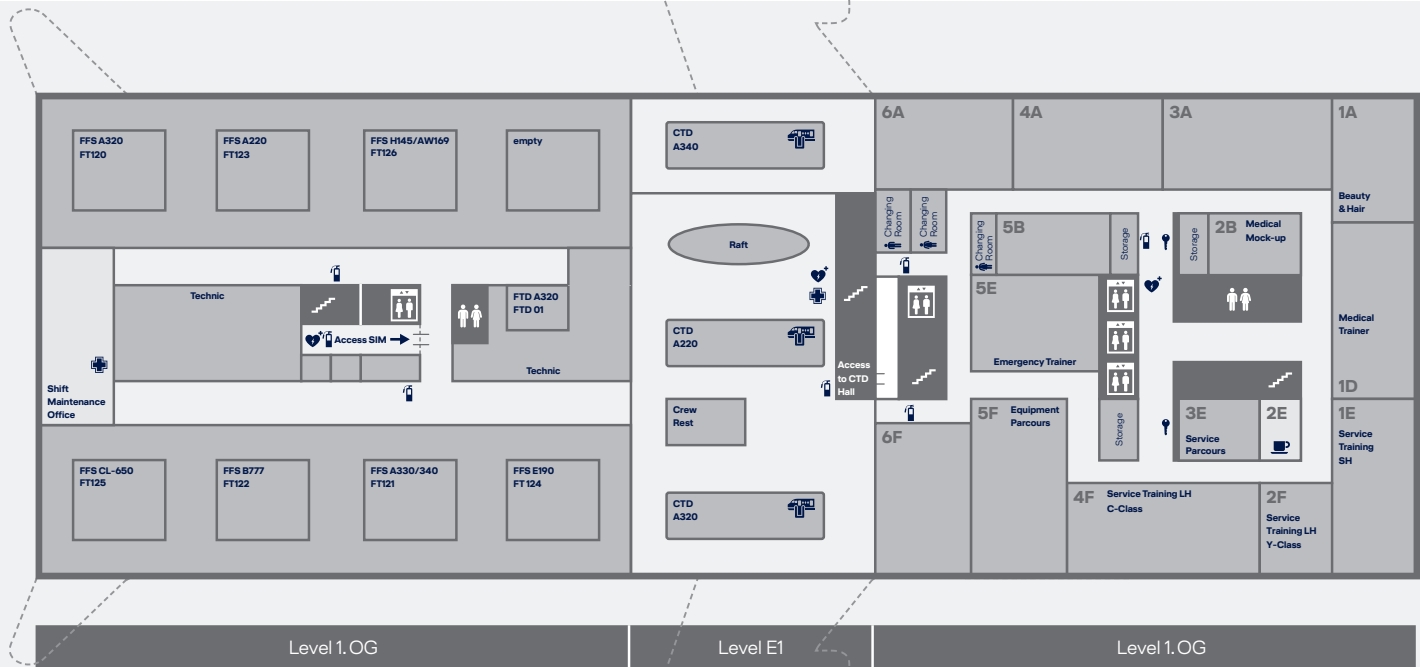 FFS A320
FT120
FFS A220
FT123
FFS H145/AW169
FT126
empty
CTD
A340
6A
4A
3A
1A
Beauty
& Hair
Changing
Room
Changing
Room
Changing
Room
5B
Storage
Storage
2B
Medical
Mock-up
Raft
Technic
FTD A320
FTD 01
Access SIM
Technic
CTD
A220
Access
to CTD
Hall
5E
Emergency Trainer
Medical
Trainer
1D
Shift
Maintenance
Office
Crew
Rest
6F
5F
Equipment
Parcours
Storage
3E
Service
Parcours
2E
1E
Service
Training
SH
FFS CL-650
FT125
FFS B777
FT122
FFS A330/340
FT121
FFS E190
FT 124
CTD
A320
4F
Service Training LH
C-Class
2F
Service
Training LH
Y-Class
Level 1.OG
Level E1
Level 1.OG